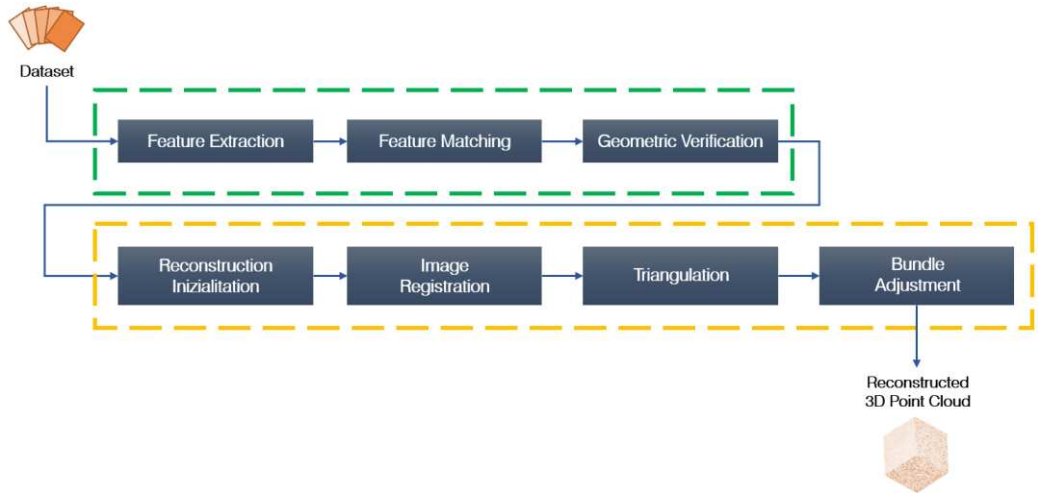 Dataset
Feature Extraction
Feature Matching
Geometric Verification
Reconstruction
Inizialitation
Image
Registration
Triangulation
Bundle
Adjustment
Reconstructed
3D Point Cloud